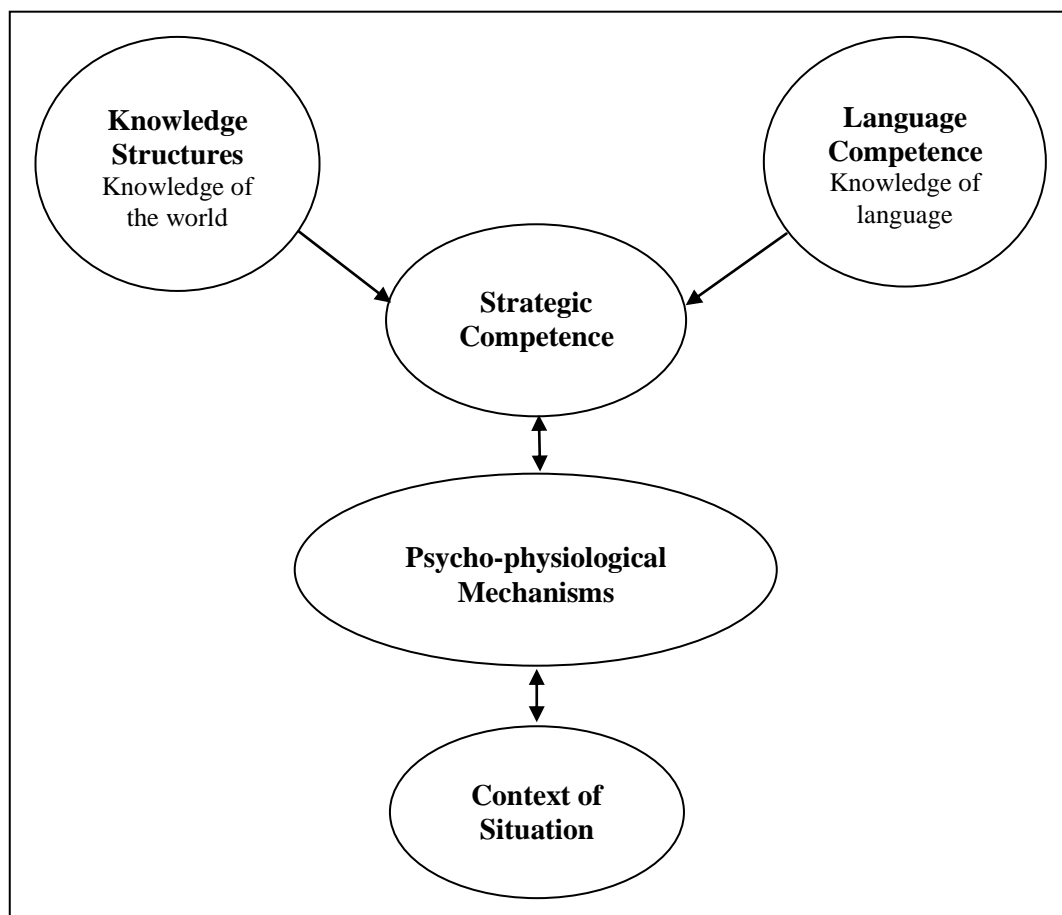 Knowledge
Structures
Knowledge of
the world
Language
Competence
Knowledge of
language
Strategic
Competence
Psycho-physiological
Mechanisms
Context of
Situation